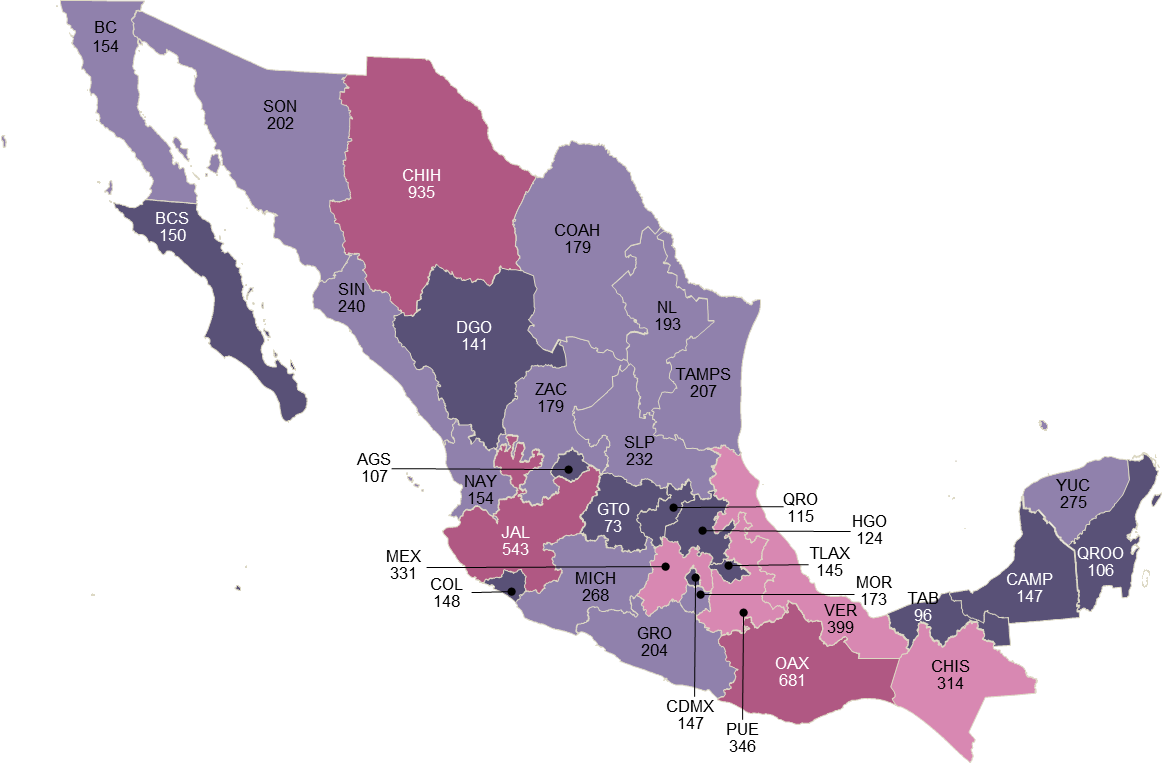 BC
154
SON
202
CHIH
935
BCS
150
COAH
179
SIN
240
NL
193
DGO
141
TAMPS
207
ZAC
179
SLP
232
AGS
107
NAY
154
YUC
275
GTO
73
QRO
115
HGO
124
JAL
543
QROO
106
MEX
331
TLAX
145
COL
148
MICH
268
MOR
173
CAMP
147
TAB
96
VER
399
GRO
204
OAX
681
CHIS
314
CDMX
147
PUE
346